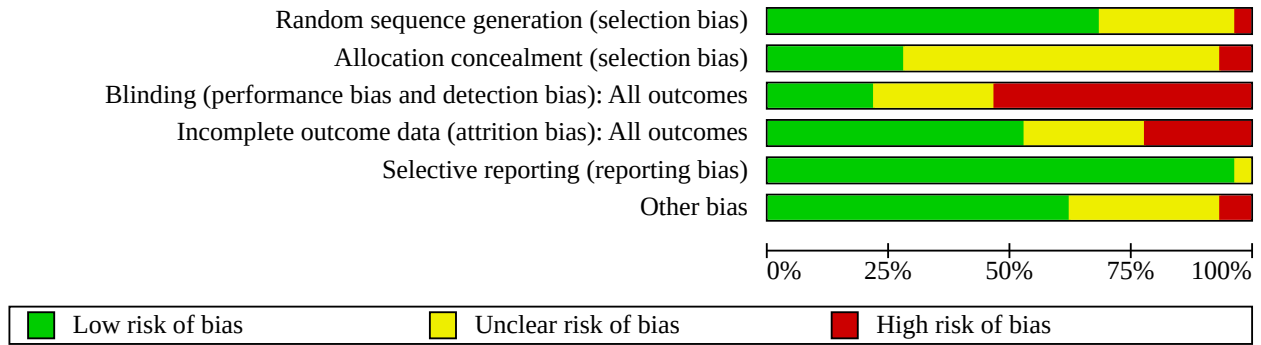 Random sequence generation (selection bias)
Allocation concealment (selection bias)
Blinding (performance bias and detection bias): All outcomes
Incomplete outcome data (attrition bias): All outcomes
Selective reporting (reporting bias)
Other bias
0% 25% 50% 75% 100%
Low risk of bias Unclear risk of bias High risk of bias